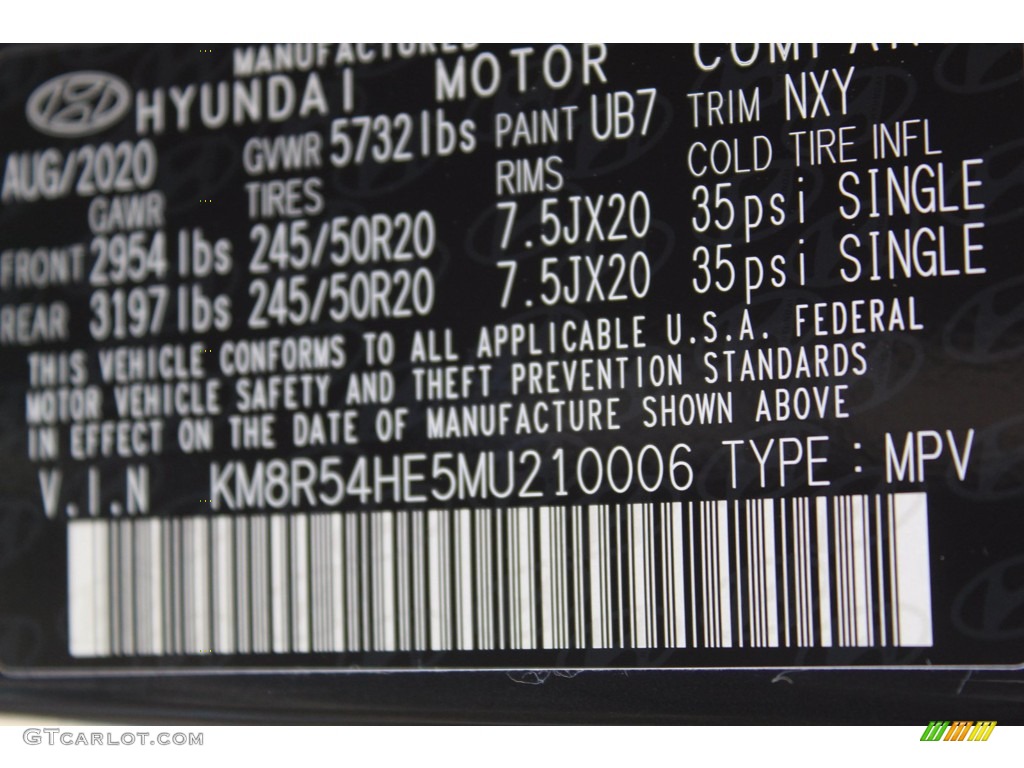 MANUFACTURED
HYUNDAI MOTOR COMPAN
AUG/2020 GVWR 5732lbs PAINT UB7 TRIM NXY
GAWR TIRES RIMS COLD TIRE INFL
FRONT 2954 lbs 245/50R20 7.5JX20 35psi SINGLE
REAR 3197 lbs 245/50R20 7.5JX20 35psi SINGLE
THIS VEHICLE CONFORMS TO ALL APPLICABLE U.S.A. FEDERAL
MOTOR VEHICLE SAFETY AND THEFT PREVENTION STANDARDS
IN EFFECT ON THE DATE OF MANUFACTURE SHOWN ABOVE
V.I.N KM8R54HE5MU210006 TYPE : MPV
GTCarlot.com